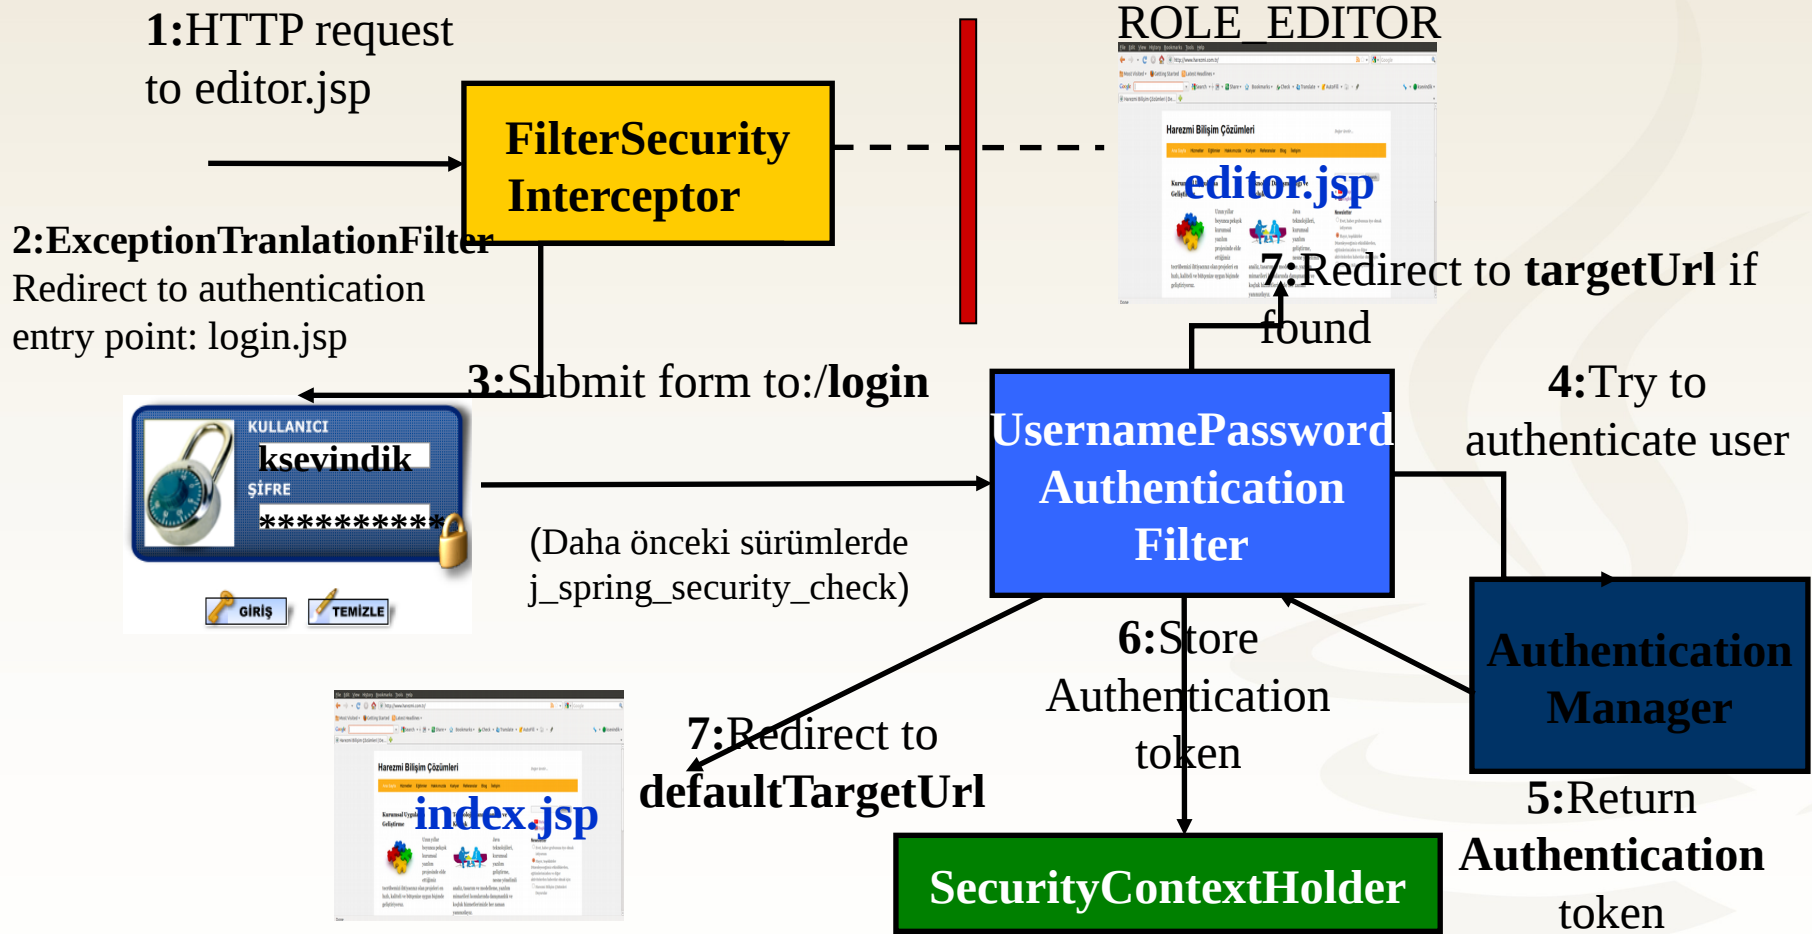 1:HTTP request
to editor.jsp
ROLE_EDITOR
FilterSecurity
Interceptor
Harezmi Bilişim Çözümleri
editor.jsp
2:ExceptionTranlationFilter
Redirect to authentication
entry point: login.jsp
7:Redirect to targetUrl if
found
3:Submit form to:/login
4:Try to
authenticate user
KULLANICI
ksevindik
ŞİFRE
**********
GİRİŞ
TEMİZLE
(Daha önceki sürümlerde
j_spring_security_check)
UsernamePassword
Authentication
Filter
6:Store
Authentication
token
Authentication
Manager
7:Redirect to
defaultTargetUrl
Harezmi Bilişim Çözümleri
index.jsp
5:Return
Authentication
token
SecurityContextHolder